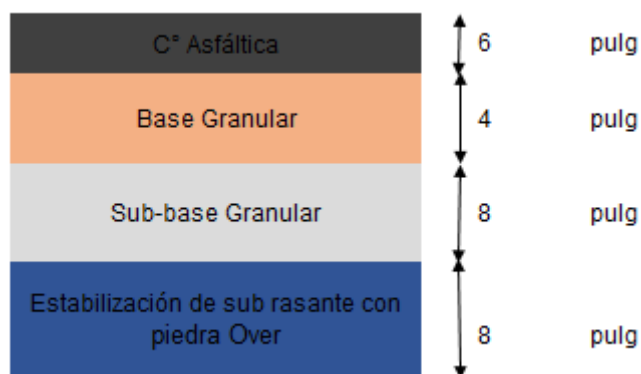 C° Asfáltica 6 pulg
Base Granular 4 pulg
Sub-base Granular 8 pulg
Estabilización de sub rasante con
piedra Over 8 pulg